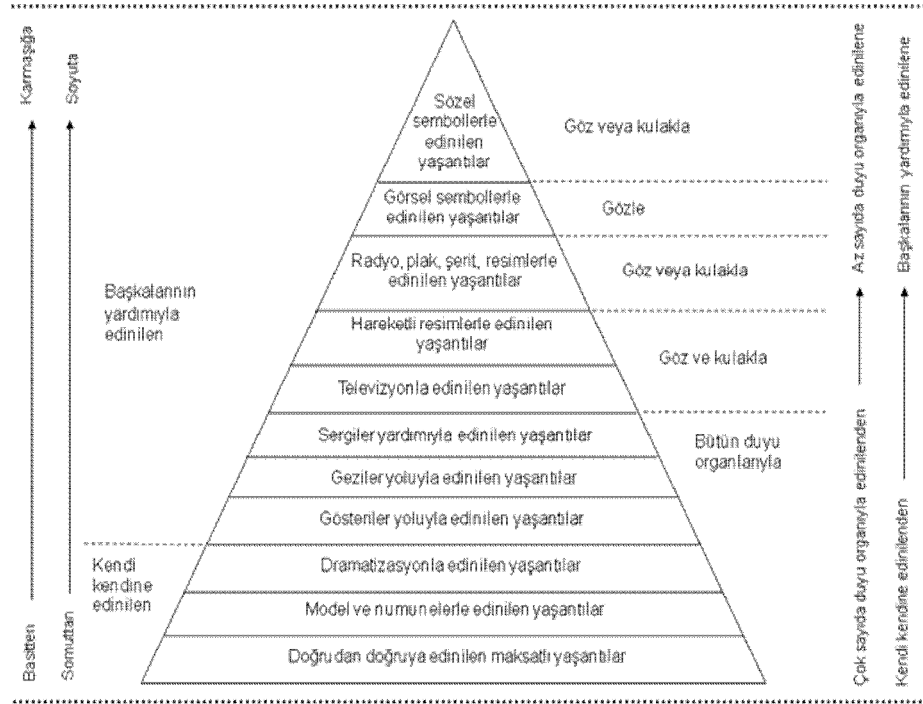 Karmaşığa
Soyuta
Basitten
Somuttan
Başkalarının
yardımıyla
edinilen
Kendi
kendine
edinilen
Sözel
sembollerle
edinilen
yaşantılar
Görsel sembollerle
edinilen yaşantılar
Radyo, plak, şerit, resimlerle
edinilen yaşantılar
Hareketli resimlerle edinilen
yaşantılar
Televizyonla edinilen yaşantılar
Sergiler yardımıyla edinilen yaşantılar
Geziler yoluyla edinilen yaşantılar
Gösteriler yoluyla edinilen yaşantılar
Dramatizasyonla edinilen yaşantılar
Model ve numunelerle edinilen yaşantılar
Doğrudan doğruya edinilen maksatlı yaşantılar
Göz veya kulakla
Gözle
Göz veya kulakla
Göz ve kulakla
Bütün duyu
organlarıyla
Az sayıda duyu organıyla edinilene
Başkalarının yardımıyla edinilene
Çok sayıda duyu organıyla edinilenden
Kendi kendine edinilenden